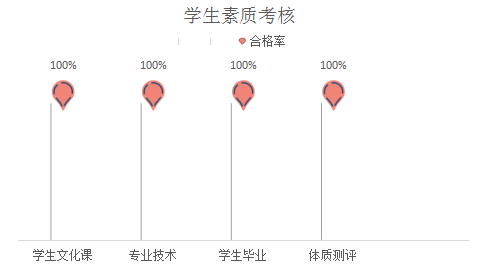 学生素质考核
合格率
100% 100% 100% 100%
学生文化课 专业技术 学生毕业 体质测评